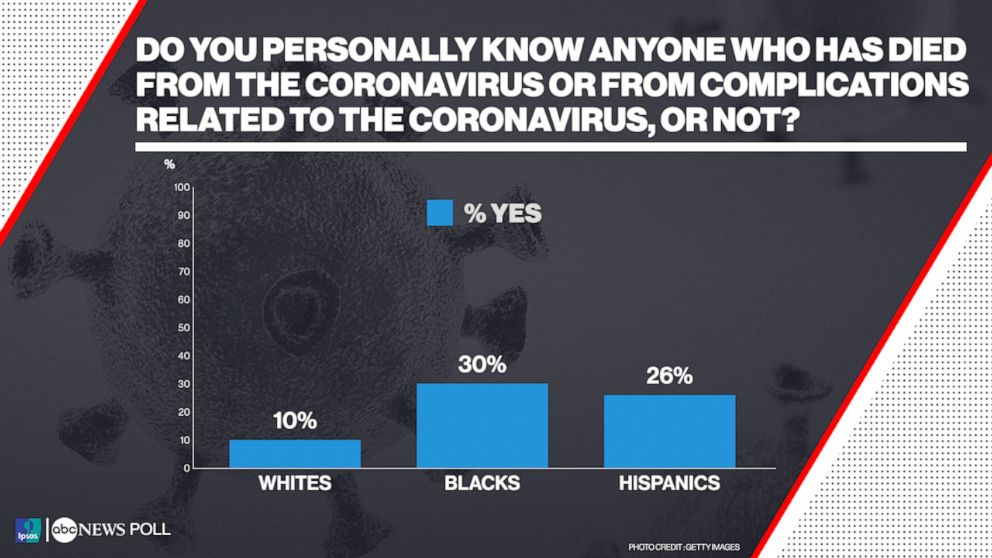 DO YOU PERSONALLY KNOW ANYONE WHO HAS DIED
FROM THE CORONAVIRUS OR FROM COMPLICATIONS
RELATED TO THE CORONAVIRUS, OR NOT?
%
100
90
80
70
60
50
40
30
20
10
0
% YES
10%
30%
26%
WHITES
BLACKS
HISPANICS
Ipsos
abc NEWS POLL
PHOTO CREDIT: GETTY IMAGES